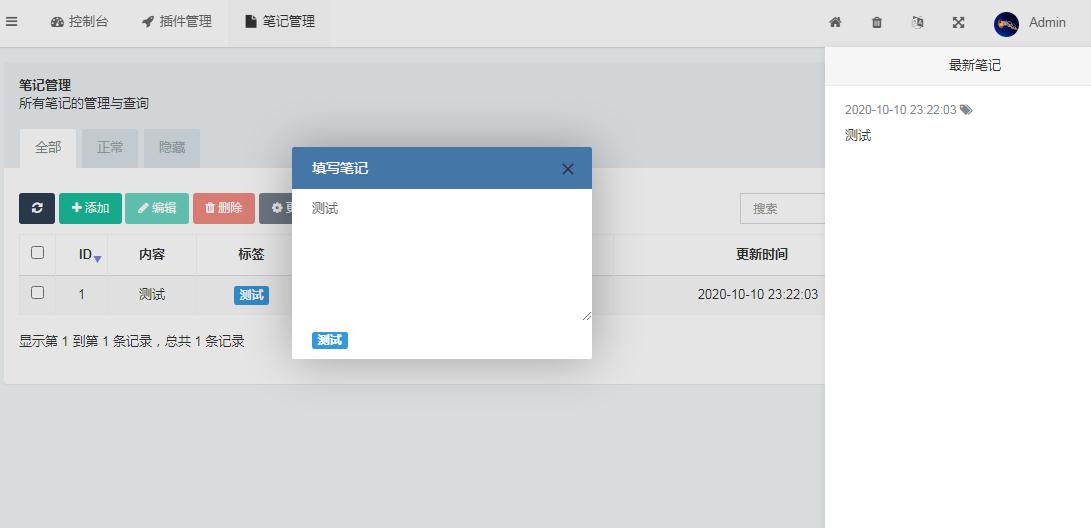 控制台 插件管理 笔记管理 Admin
最新笔记
笔记管理
所有笔记的管理与查询
2020-10-10 23:22:03
测试
全部 正常 隐藏
填写笔记
测试
添加 编辑 删除 搜索
ID 内容 标签 更新时间
1 测试 测试 2020-10-10 23:22:03
测试
显示第 1 到第 1 条记录，总共 1 条记录